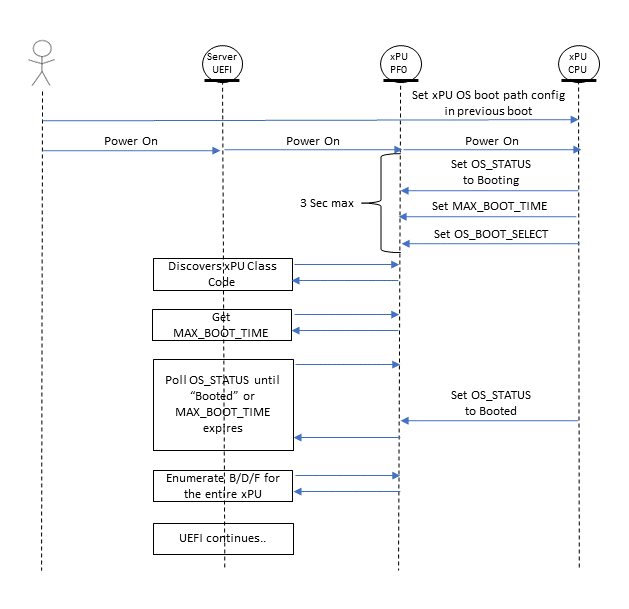 Server
UEFI
xPU
PF0
xPU
CPU
Set xPU OS boot path config
in previous boot
Power On
Power On
Power On
3 Sec max
Set OS_STATUS
to Booting
Set MAX_BOOT_TIME
Set OS_BOOT_SELECT
Discovers xPU Class
Code
Get
MAX_BOOT_TIME
Poll OS_STATUS until
“Booted” or
MAX_BOOT_TIME
expires
Set OS_STATUS
to Booted
Enumerate B/D/F for
the entire xPU
UEFI continues..